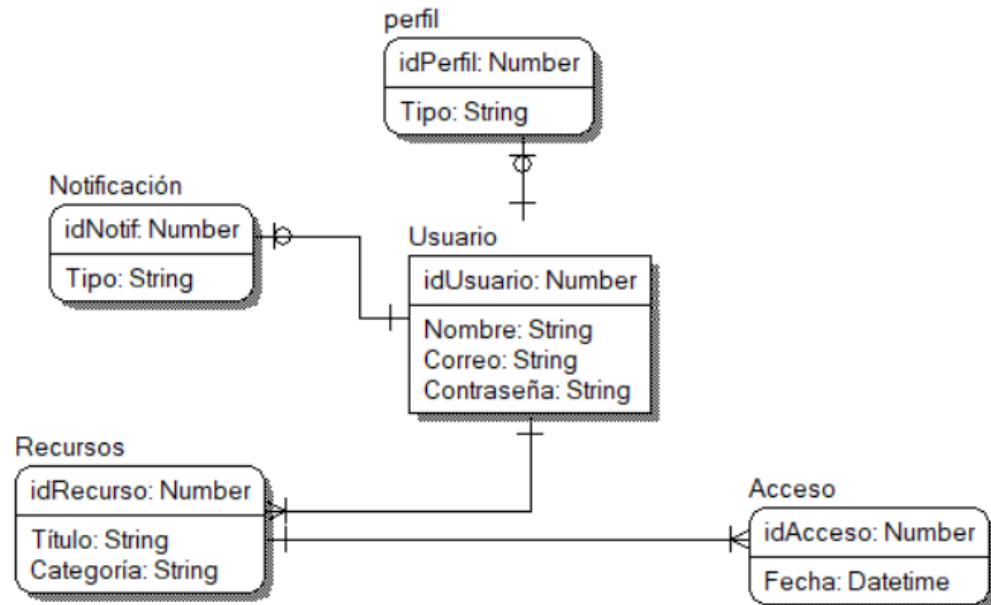 perfil
idPerfil: Number
Tipo: String
Notificación
idNotif: Number
Tipo: String
Usuario
idUsuario: Number
Nombre: String
Correo: String
Contraseña: String
Recursos
idRecurso: Number
Título: String
Categoría: String
Acceso
idAcceso: Number
Fecha: Datetime